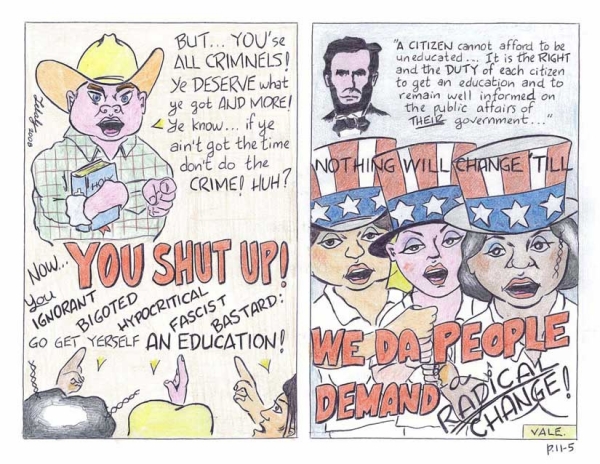 BUT... YOU'se
ALL CRIMNELS!
Ye DESERVE what
ye got AND MORE!
Ye know... if ye
ain't got the time
don't do the
CRIME! HUH?
2008
HOLY
NOW... YOU SHUT UP!
You
IGNORANT
BIGOTED
HYPOCRITICAL
FASCIST
BASTARD:
GO GET YERSELF AN EDUCATION!
"A CITIZEN cannot afford to be
uneducated... It is the RIGHT
and the DUTY of each citizen
to get an education and to
remain well informed on
the public affairs of
THEIR government..."
NOTHING WILL CHANGE 'TILL
WE DA PEOPLE
DEMAND
RADICAL
CHANGE!
VALE.
P.11-5